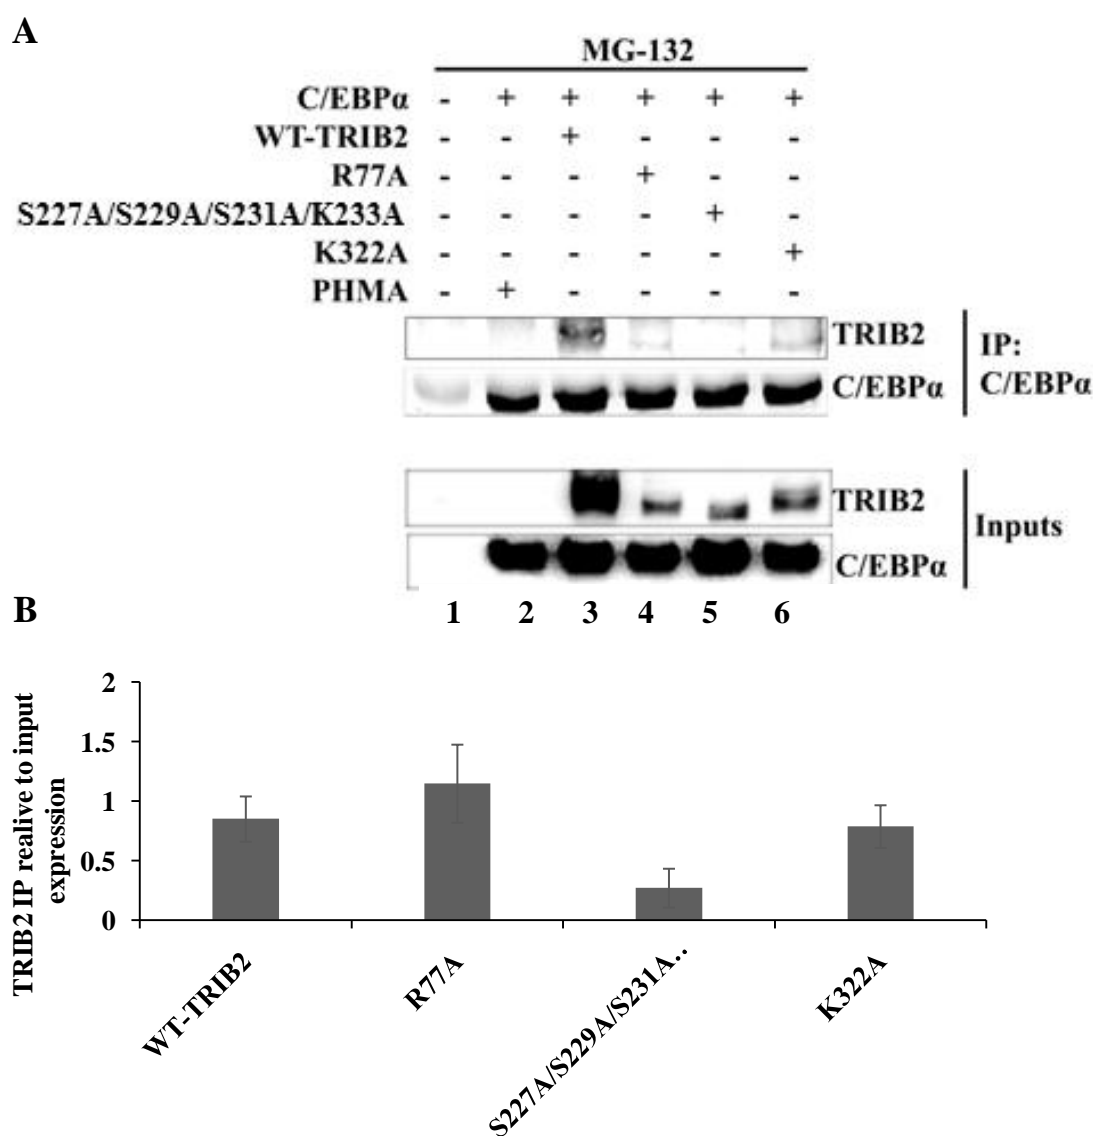 A
MG-132
C/EBPα - + + + + +
WT-TRIB2 - - + - - -
R77A - - - + - -
S227A/S229A/S231A/K233A - - - - + -
K322A - - - - - +
PHMA - + - - - -
TRIB2
C/EBPα
IP:
C/EBPα
TRIB2
C/EBPα
Inputs
1 2 3 4 5 6
B
TRIB2 IP realive to input
expression
2
1.5
1
0.5
0
WT-TRIB2
R77A
S227A/S229A/S231A..
K322A